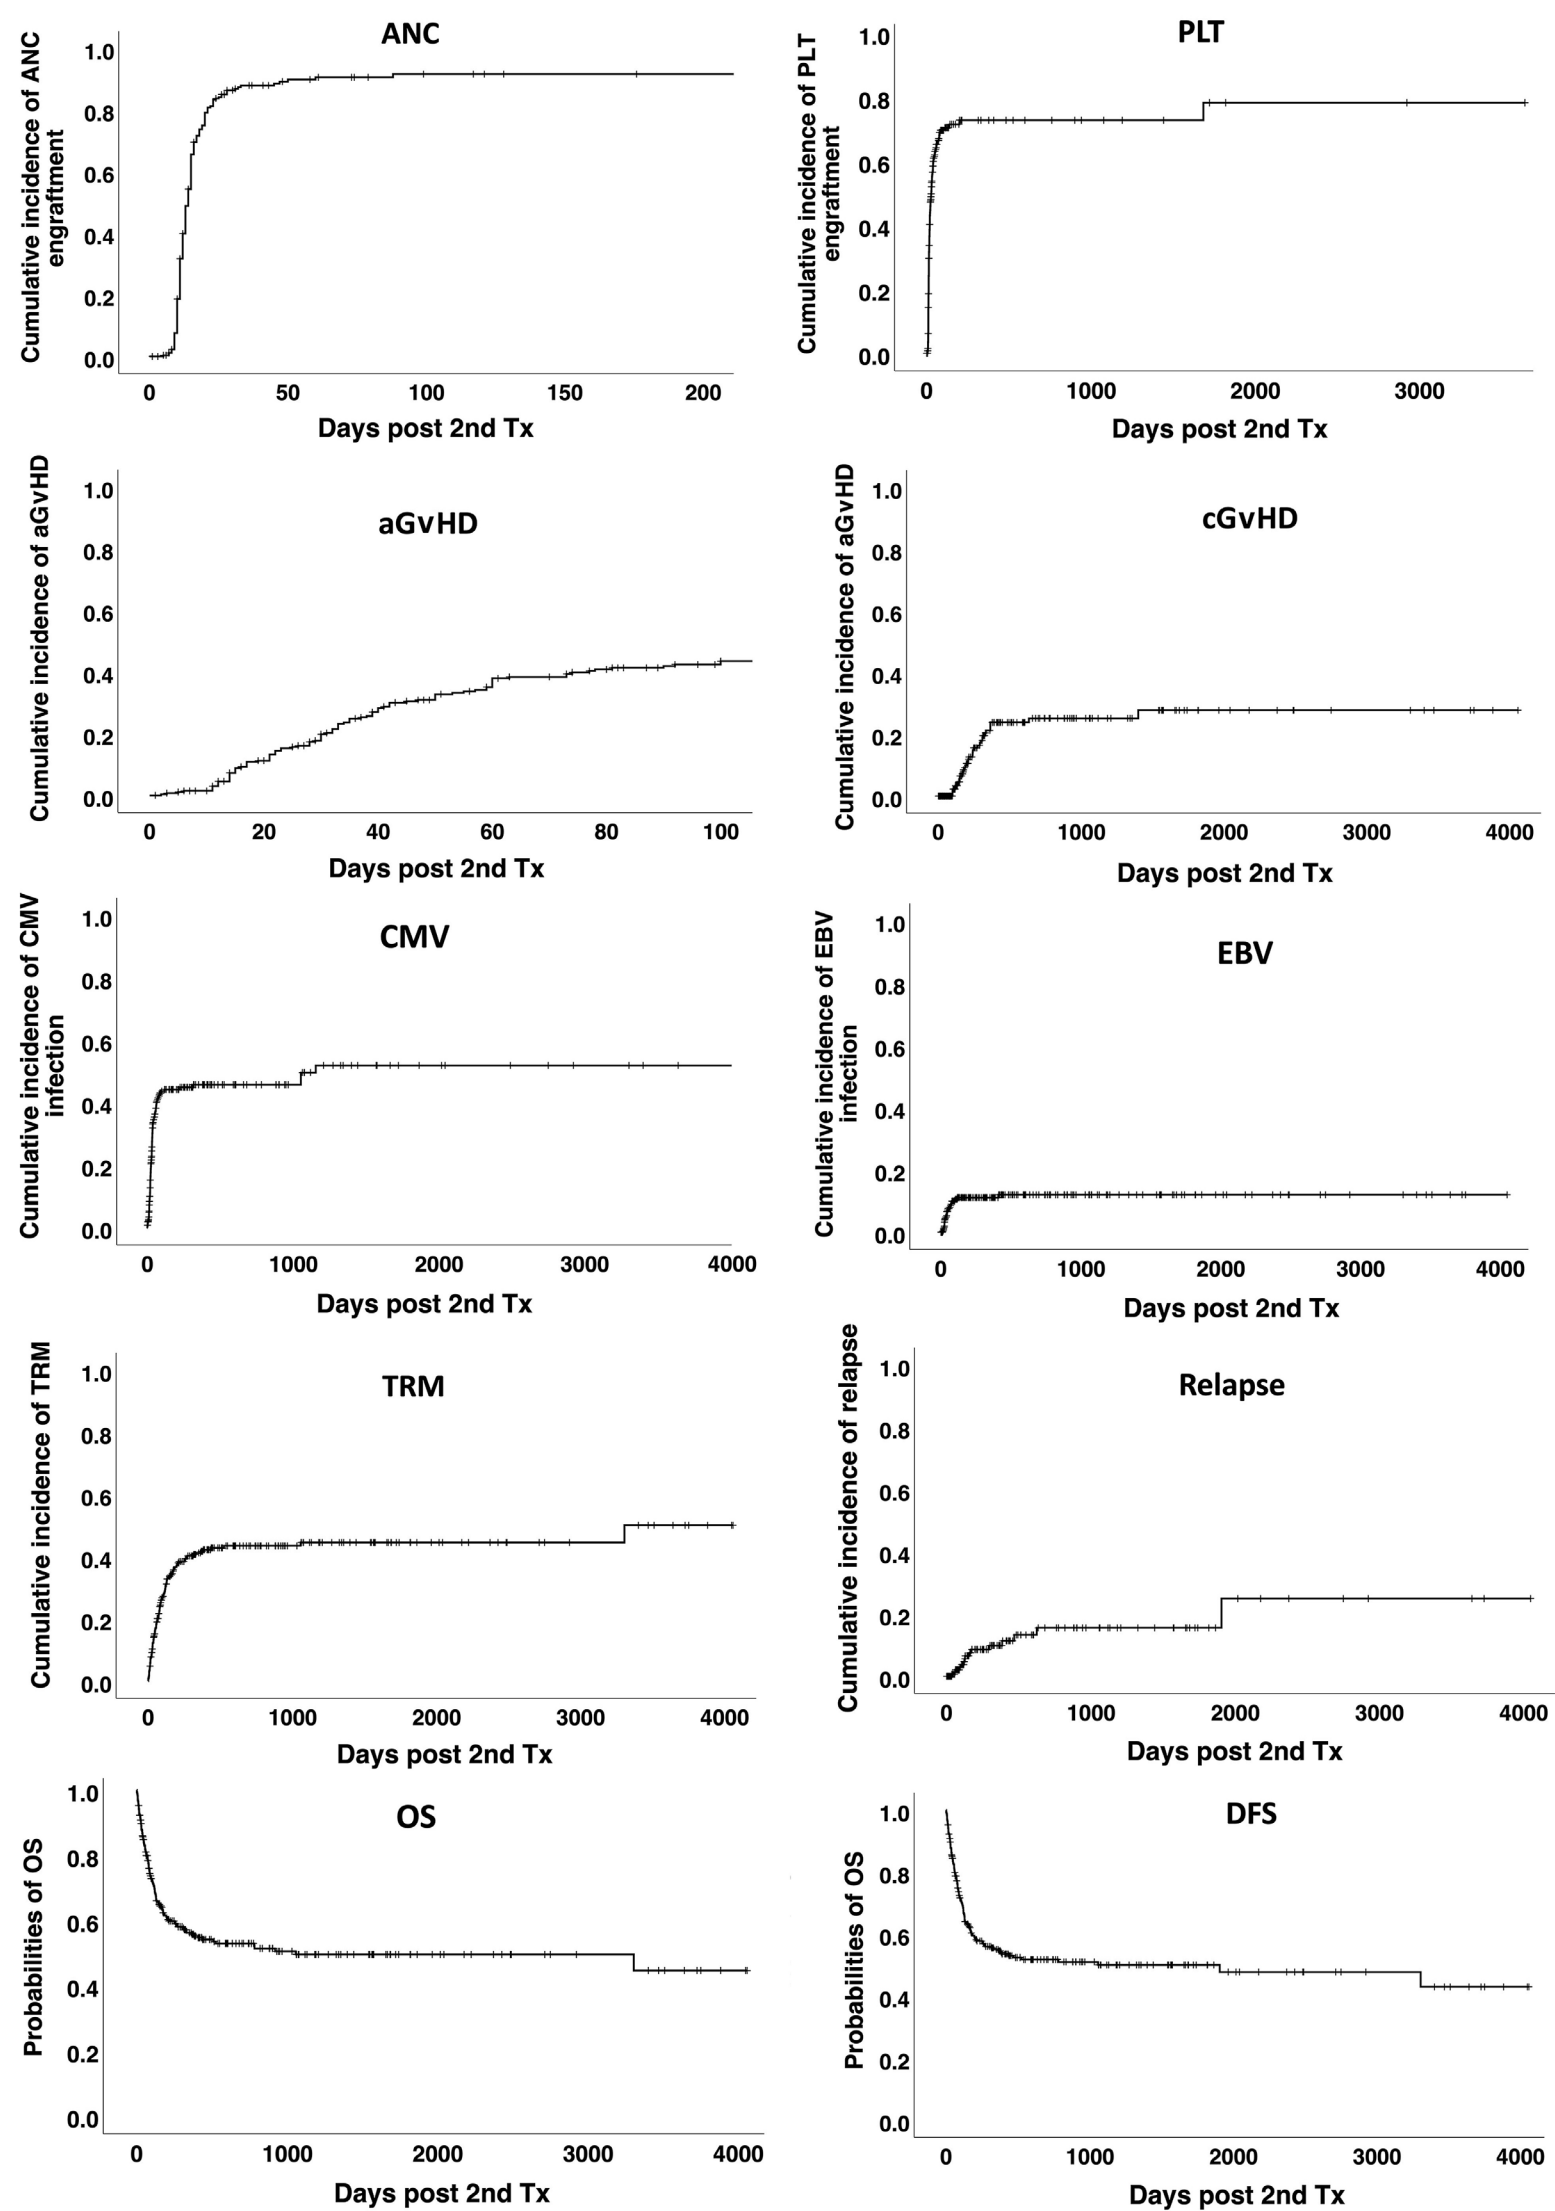 ANC
Cumulative incidence of ANC
engraftment
1.0
0.8
0.6
0.4
0.2
0.0
0 50 100 150 200
Days post 2nd Tx
PLT
Cumulative incidence of PLT
engraftment
1.0
0.8
0.6
0.4
0.2
0.0
0 1000 2000 3000
Days post 2nd Tx
aGvHD
Cumulative incidence of aGvHD
1.0
0.8
0.6
0.4
0.2
0.0
0 20 40 60 80 100
Days post 2nd Tx
cGvHD
Cumulative incidence of aGvHD
1.0
0.8
0.6
0.4
0.2
0.0
0 1000 2000 3000 4000
Days post 2nd Tx
CMV
Cumulative incidence of CMV
infection
1.0
0.8
0.6
0.4
0.2
0.0
0 1000 2000 3000 4000
Days post 2nd Tx
EBV
Cumulative incidence of EBV
infection
1.0
0.8
0.6
0.4
0.2
0.0
0 1000 2000 3000 4000
Days post 2nd Tx
TRM
Cumulative incidence of TRM
1.0
0.8
0.6
0.4
0.2
0.0
0 1000 2000 3000 4000
Days post 2nd Tx
Relapse
Cumulative incidence of relapse
1.0
0.8
0.6
0.4
0.2
0.0
0 1000 2000 3000 4000
Days post 2nd Tx
OS
Probabilities of OS
1.0
0.8
0.6
0.4
0.2
0.0
0 1000 2000 3000 4000
Days post 2nd Tx
DFS
Probabilities of OS
1.0
0.8
0.6
0.4
0.2
0.0
0 1000 2000 3000 4000
Days post 2nd Tx